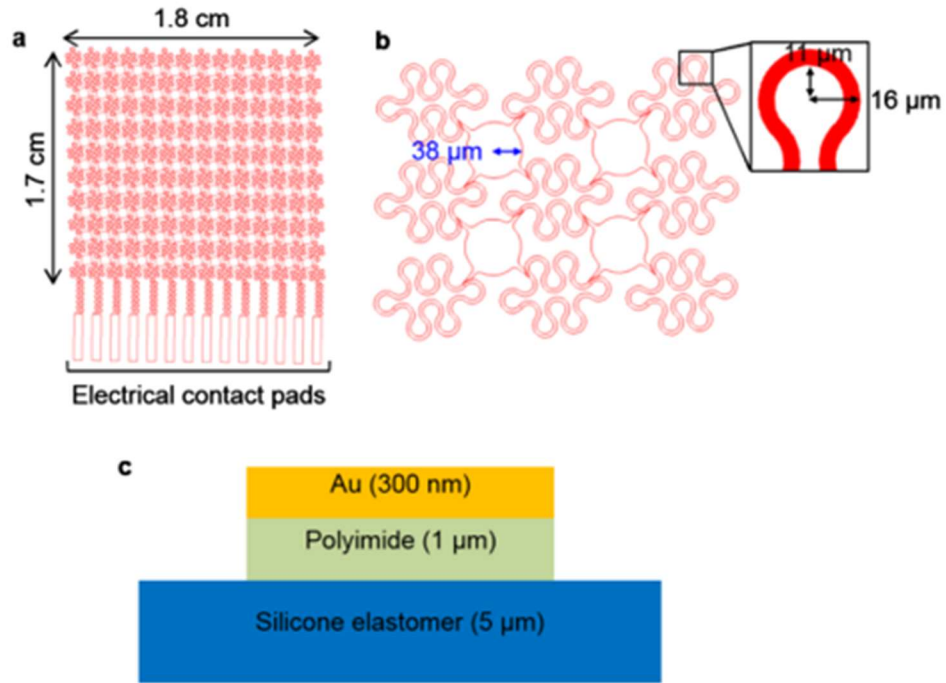 a
1.8 cm
1.7 cm
Electrical contact pads
b
38 μm
11 μm
16 μm
c
Au (300 nm)
Polyimide (1 μm)
Silicone elastomer (5 μm)